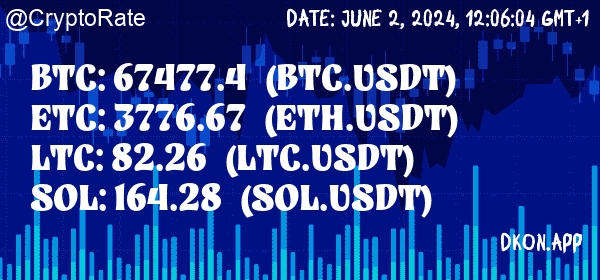 @CryptoRate
DATE: JUNE 2, 2024, 12:06:04 GMT+1
BTC: 67477.4 (BTC.USDT)
ETC: 3776.67 (ETH.USDT)
LTC: 82.26 (LTC.USDT)
SOL: 164.28 (SOL.USDT)
DKON.APP